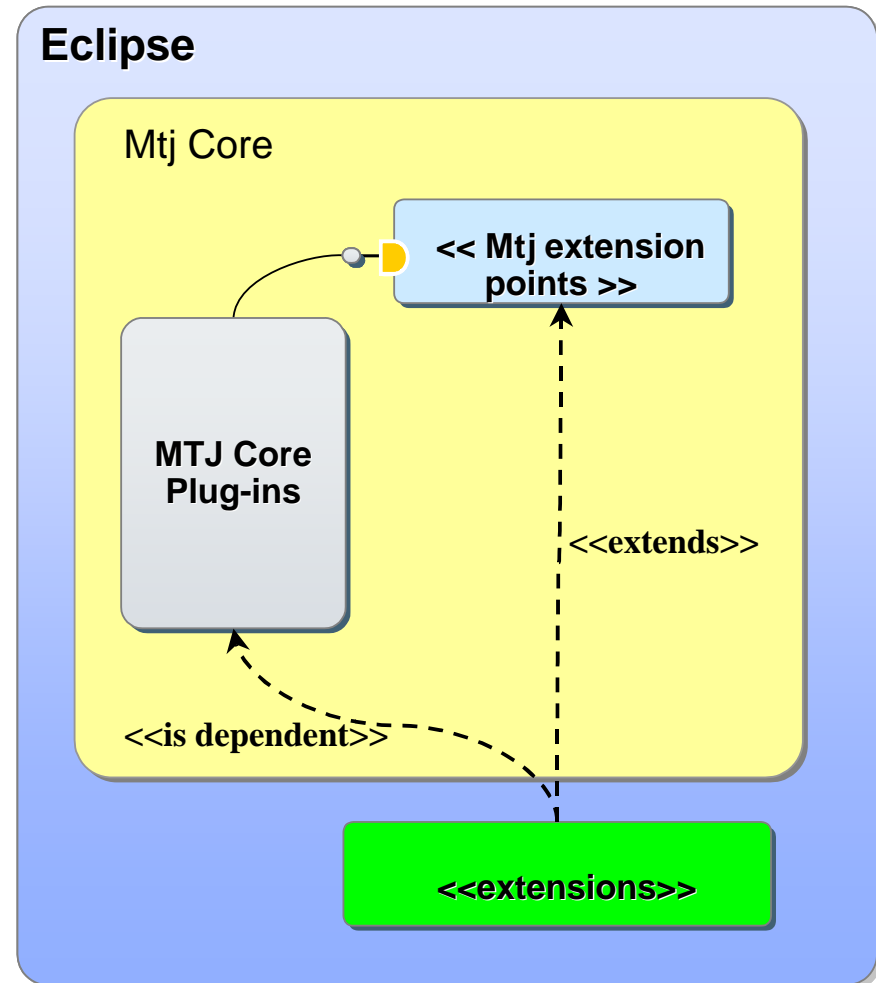 Eclipse
Mtj Core
<< Mtj extension
points >>
MTJ Core
Plug-ins
<<extends>>
<<is dependent>>
<<extensions>>